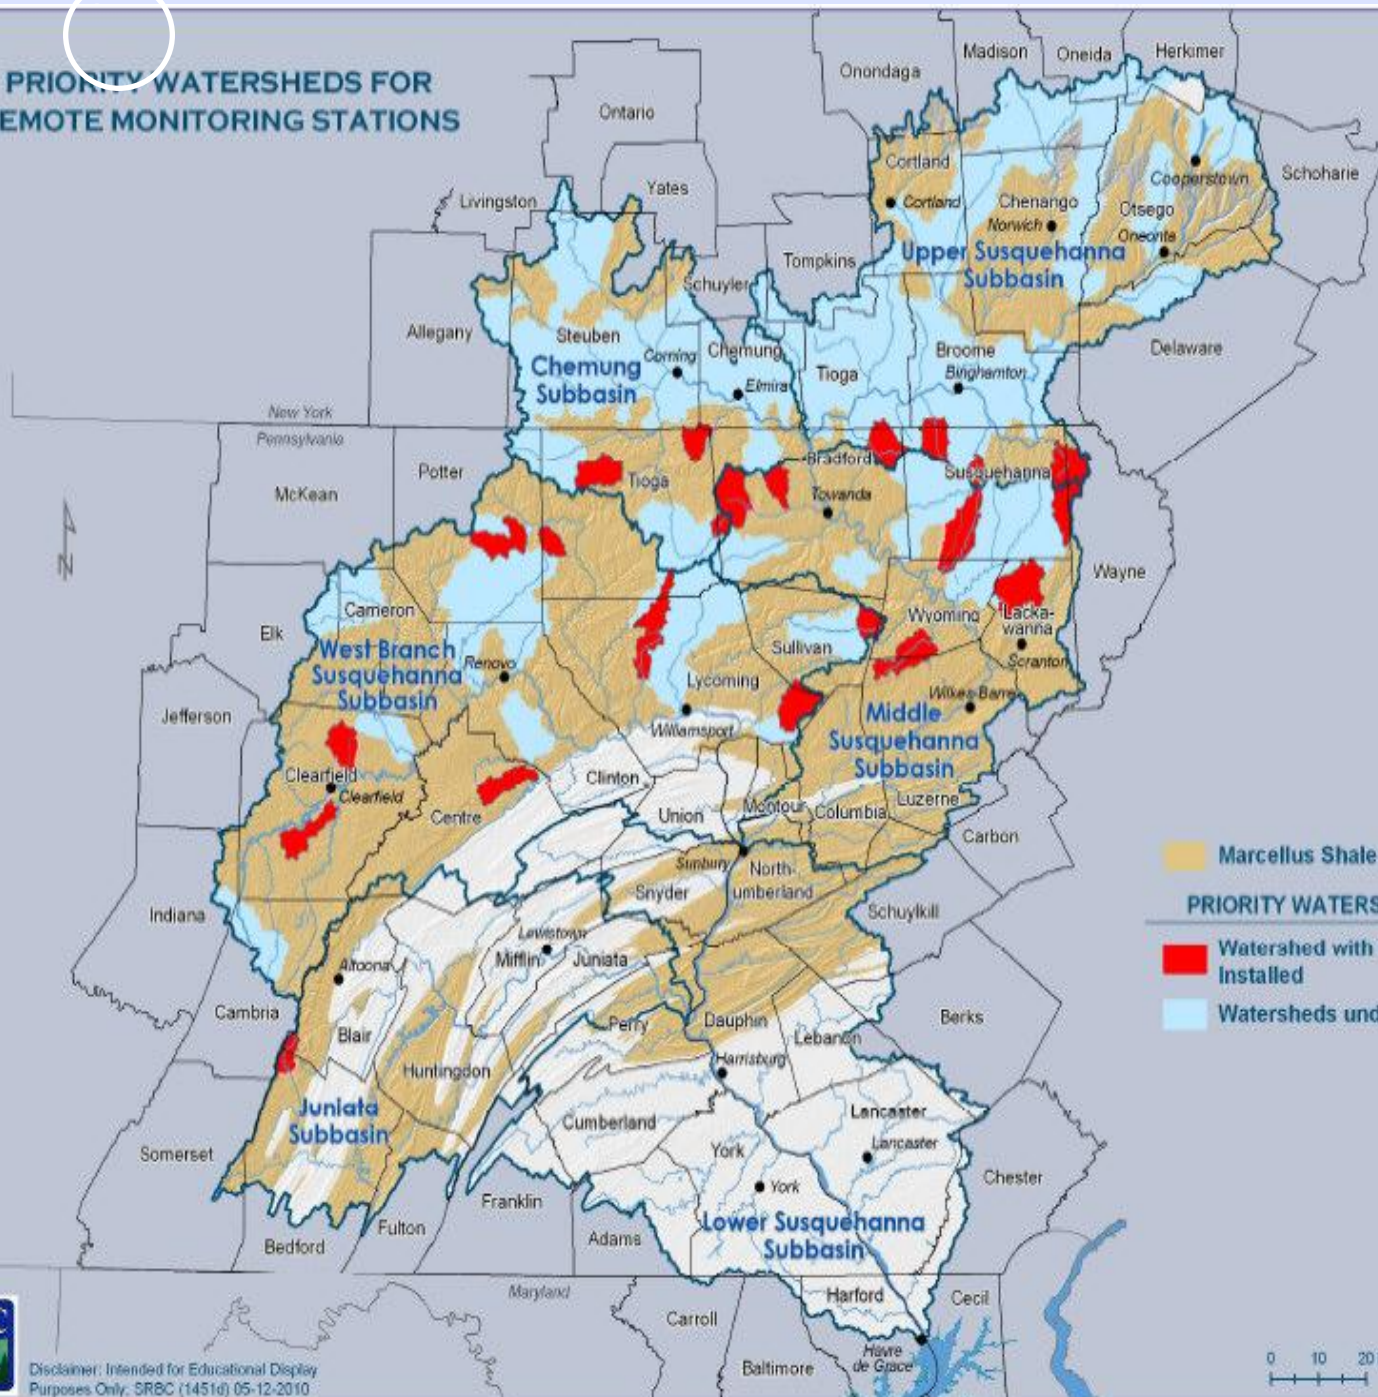 PRIORITY WATERSHEDS FOR
EMOTE MONITORING STATIONS
Madison
Oneida
Herkimer
Onondaga
Ontario
Cortland
Schoharie
Cooperstown
Yates
Livingston
Cortland
Chenango
Otsego
Norwich
Oneonta
Upper Susquehanna
Subbasin
Tompkins
Schuyler
Allegany
Steuben
Corning
Chemung
Broome
Delaware
Chemung
Subbasin
Elmira
Tioga
Binghamton
New York
Pennsylvania
Potter
Bradford
Susquehanna
McKean
Tioga
Towanda
Wayne
Cameron
Wyoming
Lacka-
wanna
Elk
West Branch
Susquehanna
Subbasin
Renovo
Sullivan
Scranton
Lycoming
Wilkes-Barre
Jefferson
Williamsport
Middle
Susquehanna
Subbasin
Clearfield
Clearfield
Clinton
Centre
Union
Montour
Columbia
Luzerne
Carbon
Marcellus Shale
Sunbury
North-
umberland
Snyder
PRIORITY WATERS
Indiana
Schuylkill
Lewistown
Mifflin
Juniata
Watershed with
Installed
Altoona
Cambria
Watersheds und
Blair
Perry
Dauphin
Lebanon
Berks
Huntingdon
Harrisburg
Juniata
Subbasin
Cumberland
Lancaster
Somerset
York
Lancaster
Chester
York
Franklin
Fulton
Lower Susquehanna
Subbasin
Bedford
Adams
Maryland
Harford
Cecil
Carroll
Havre
de Grace
Baltimore
C
N
Disclaimer: Intended for Educational Display
Purposes Only. SRBC (1451d) 05-12-2010
0 10 20